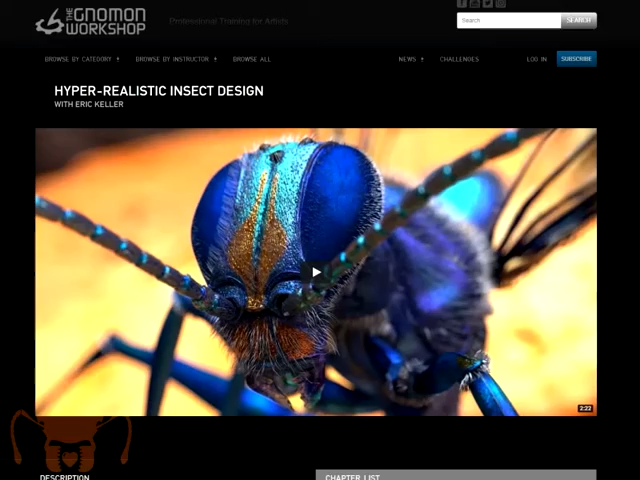 THE GNOMON
WORKSHOP
Professional Training for Artists
Search
SEARCH
BROWSE BY CATEGORY
BROWSE BY INSTRUCTOR
BROWSE ALL
NEWS
CHALLENGES
LOG IN
SUBSCRIBE
HYPER-REALISTIC INSECT DESIGN
WITH ERIC KELLER
2:22
DESCRIPTION
CHAPTER LIST